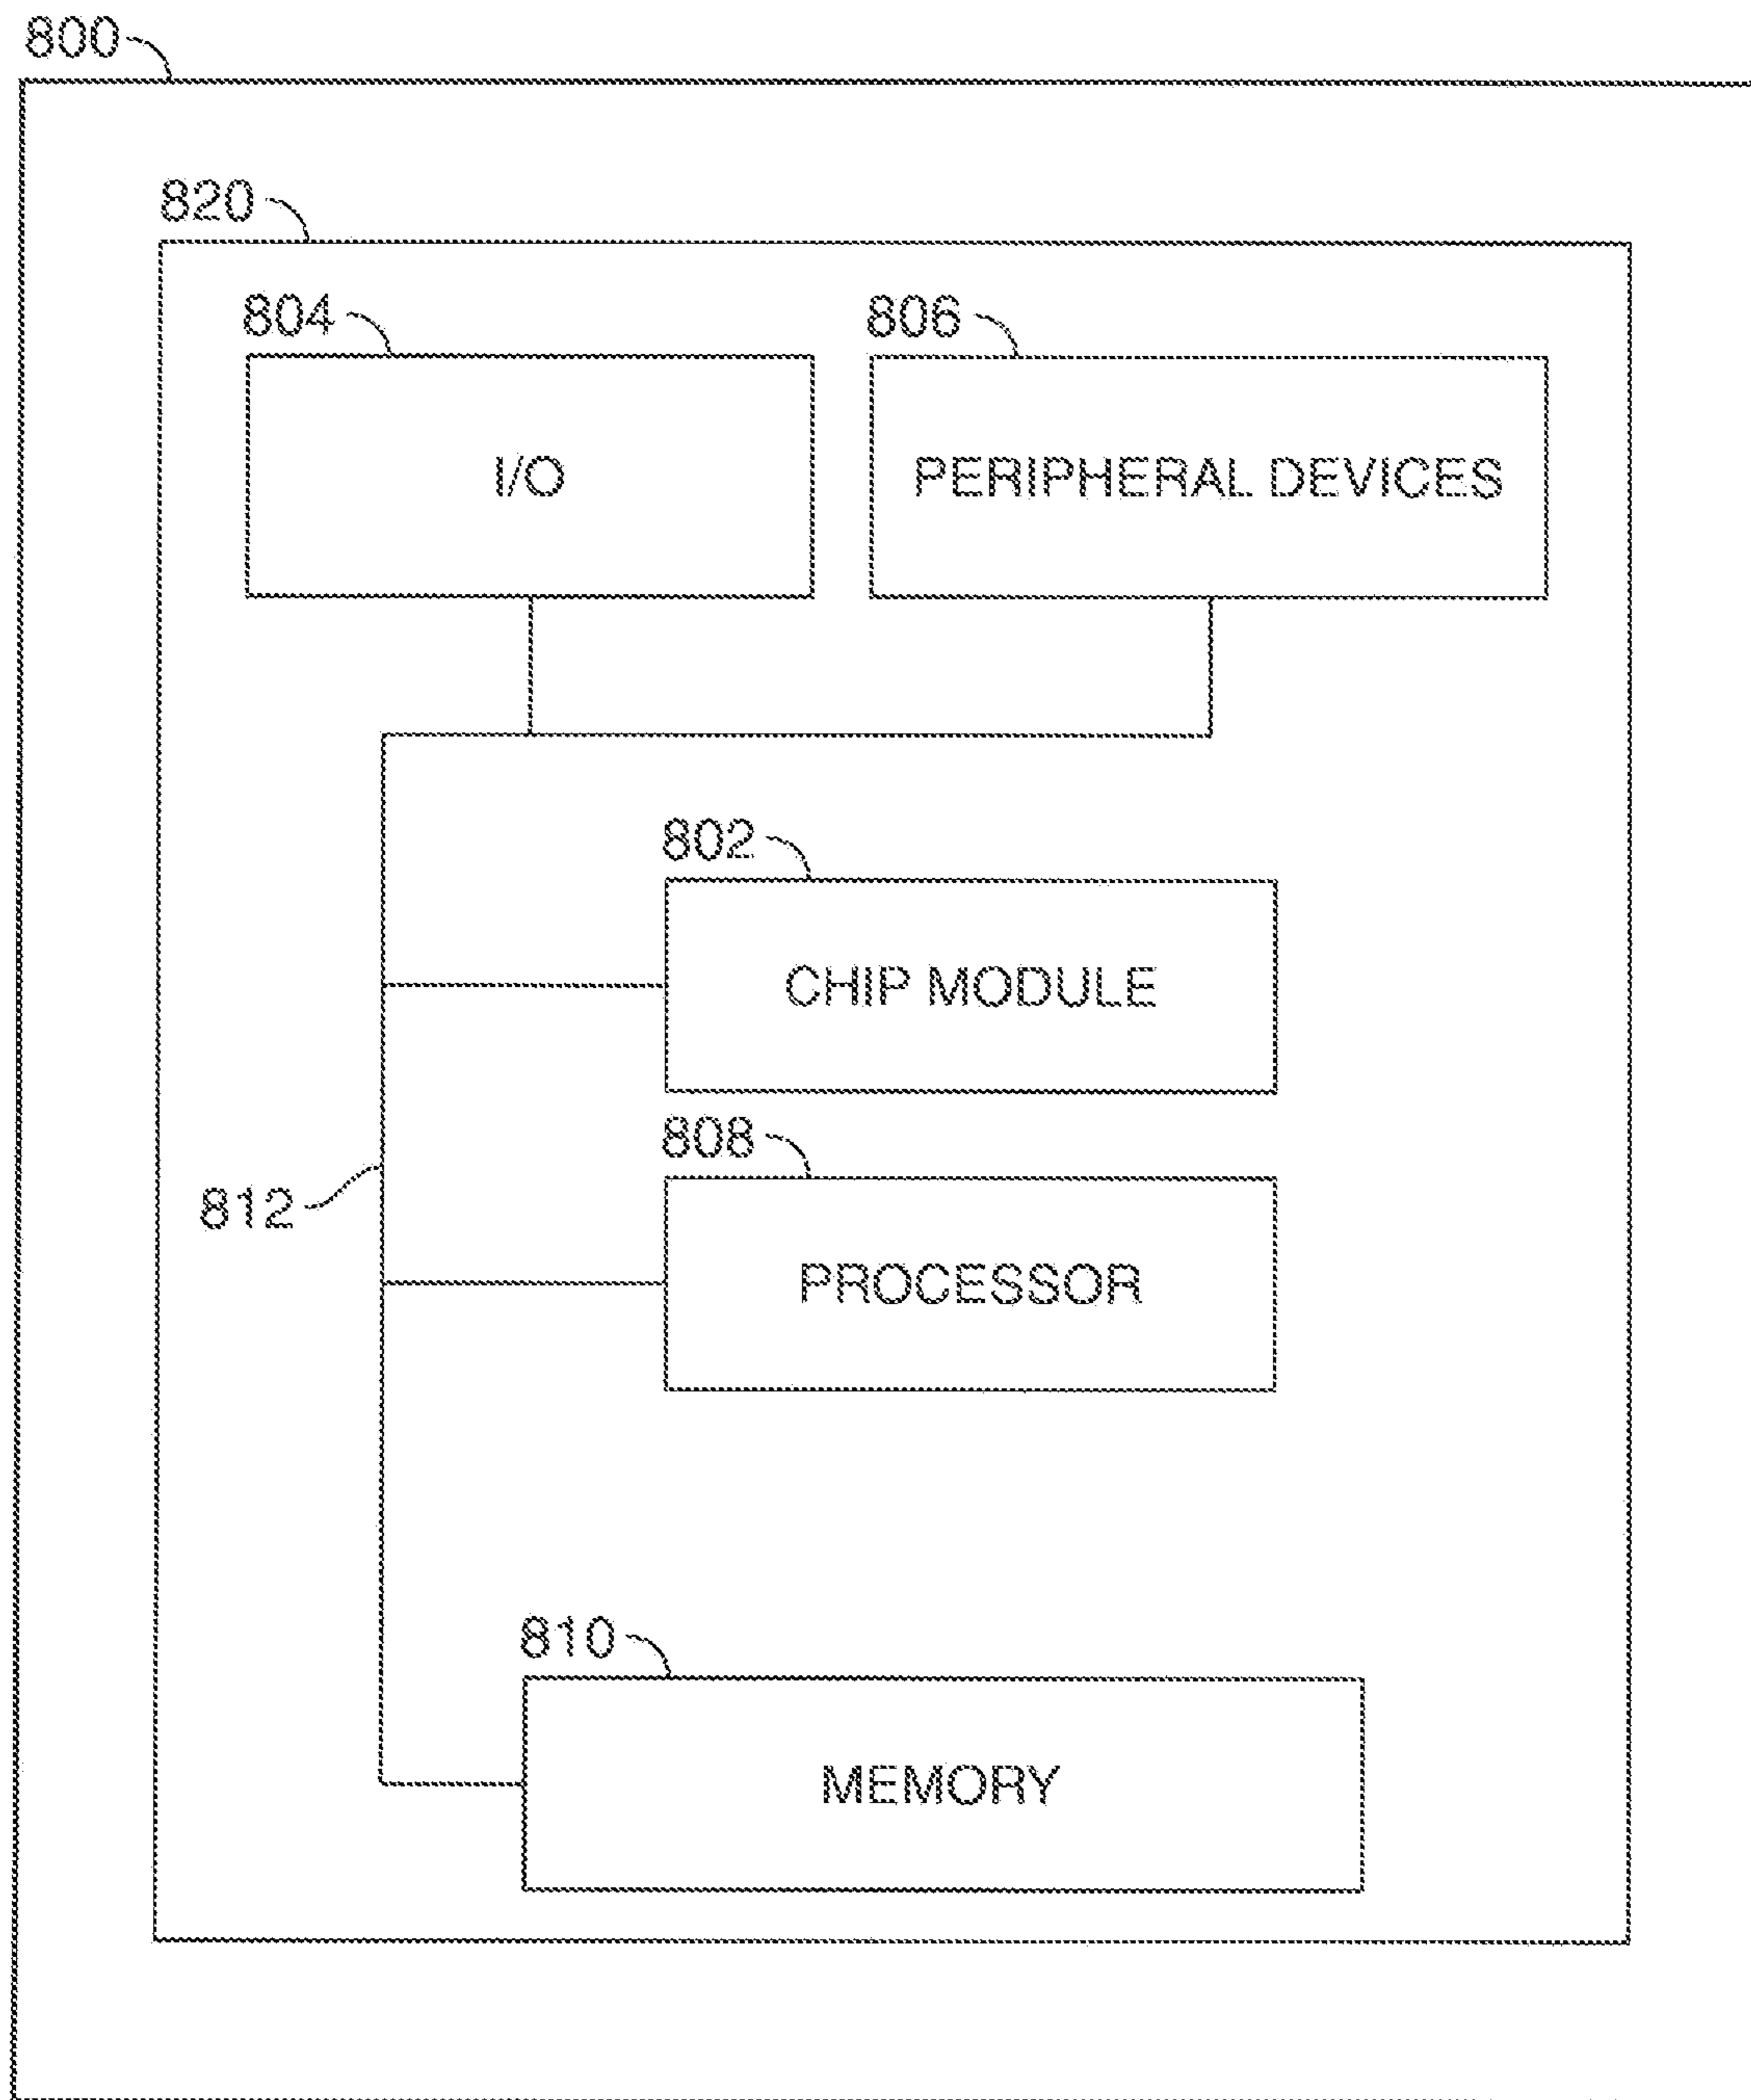 800
820
804
806
I/O
PERIPHERAL DEVICES
802
CHIP MODULE
808
812
PROCESSOR
810
MEMORY